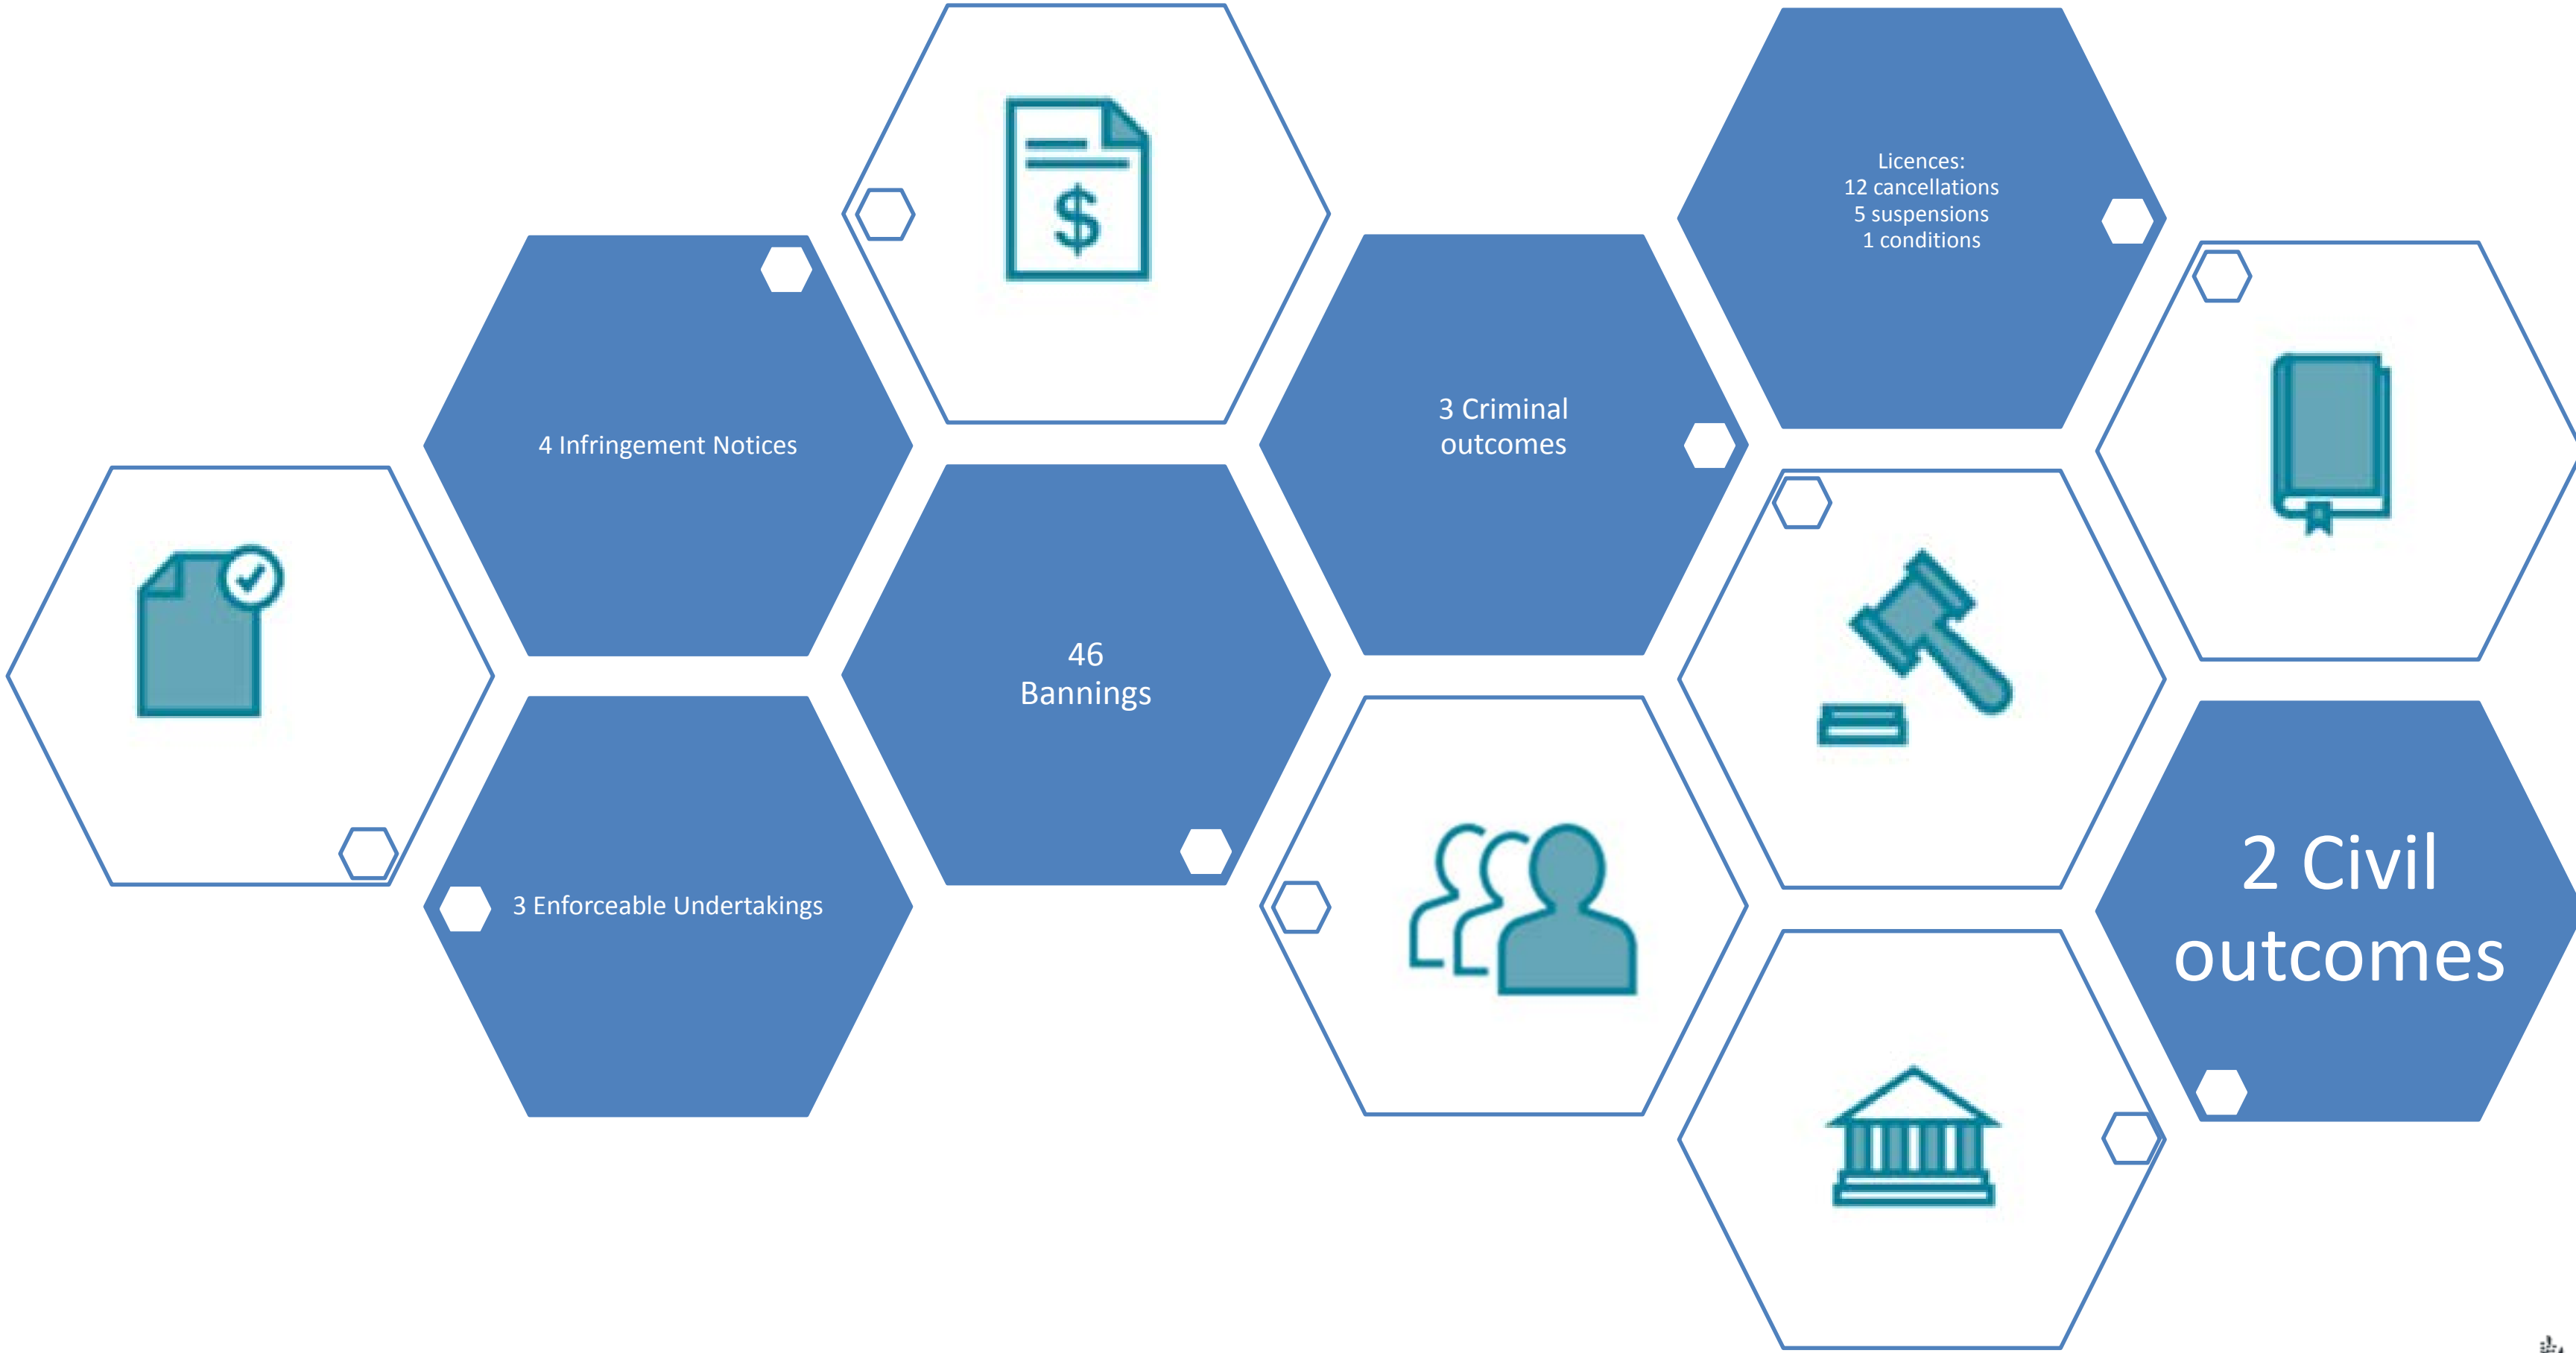 Licences:
12 cancellations
5 suspensions
1 conditions
4 Infringement Notices
3 Criminal
outcomes
46
Bannings
3 Enforceable Undertakings
2 Civil
outcomes
$